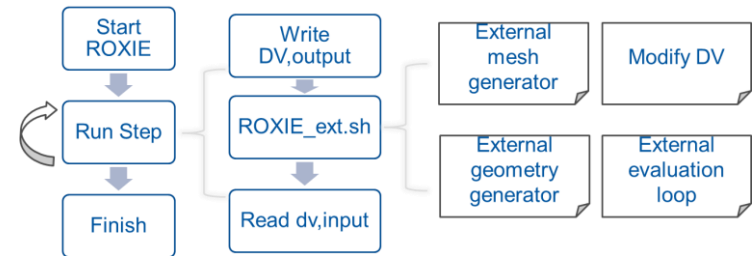 Start
ROXIE
Run Step
Finish
Write
DV,output
ROXIE_ext.sh
Read dv,input
External
mesh
generator
Modify DV
External
geometry
generator
External
evaluation
loop